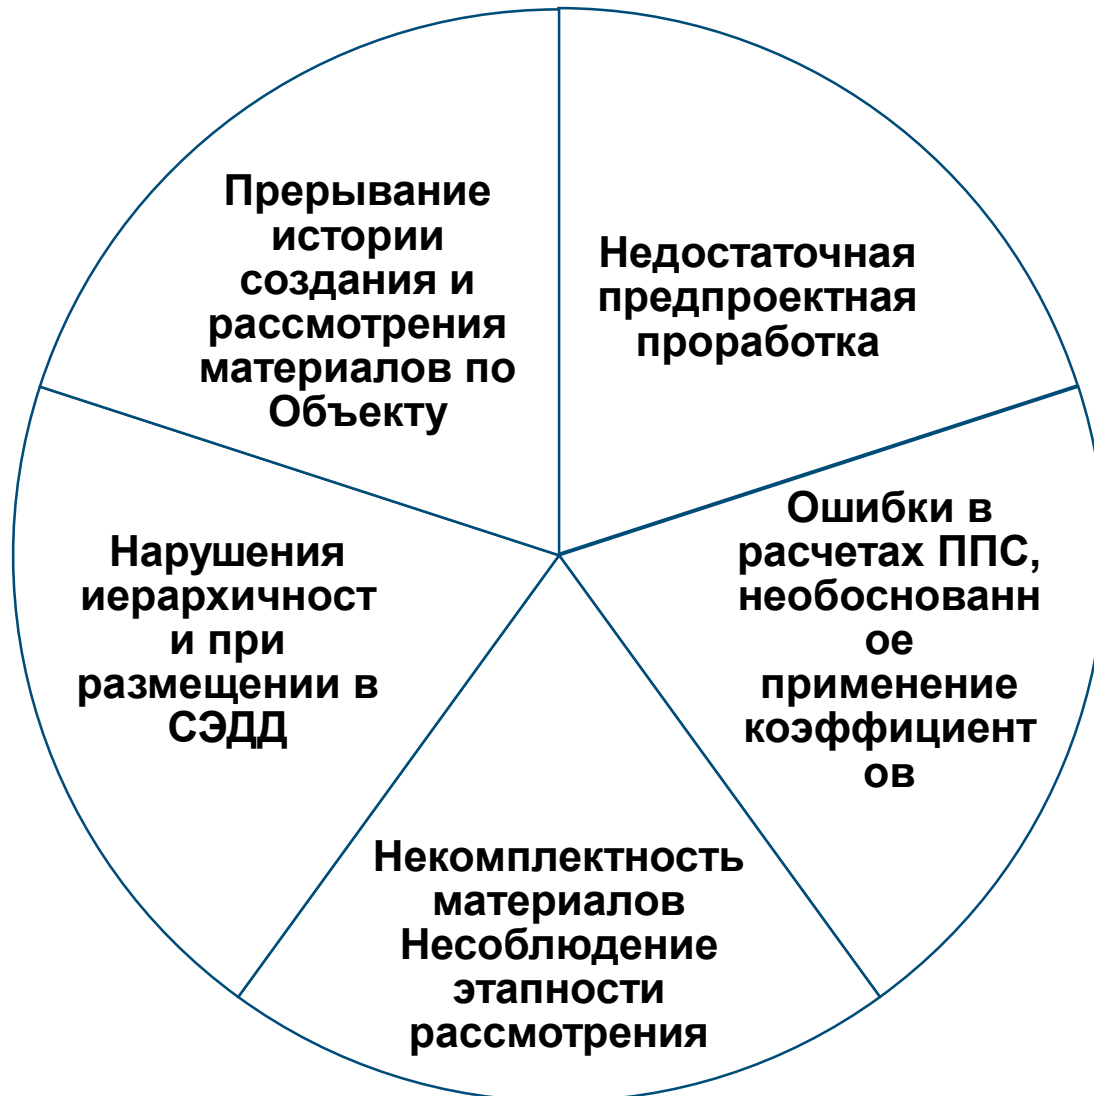 Прерывание
истории
создания и
рассмотрения
материалов по
Объекту
Недостаточная
предпроектная
проработка
Ошибки в
расчетах ППС,
необоснованн
ое
применение
коэффициент
ов
Нарушения
иерархичност
и при
размещении в
СЭДД
Некомплектность
материалов
Несоблюдение
этапности
рассмотрения